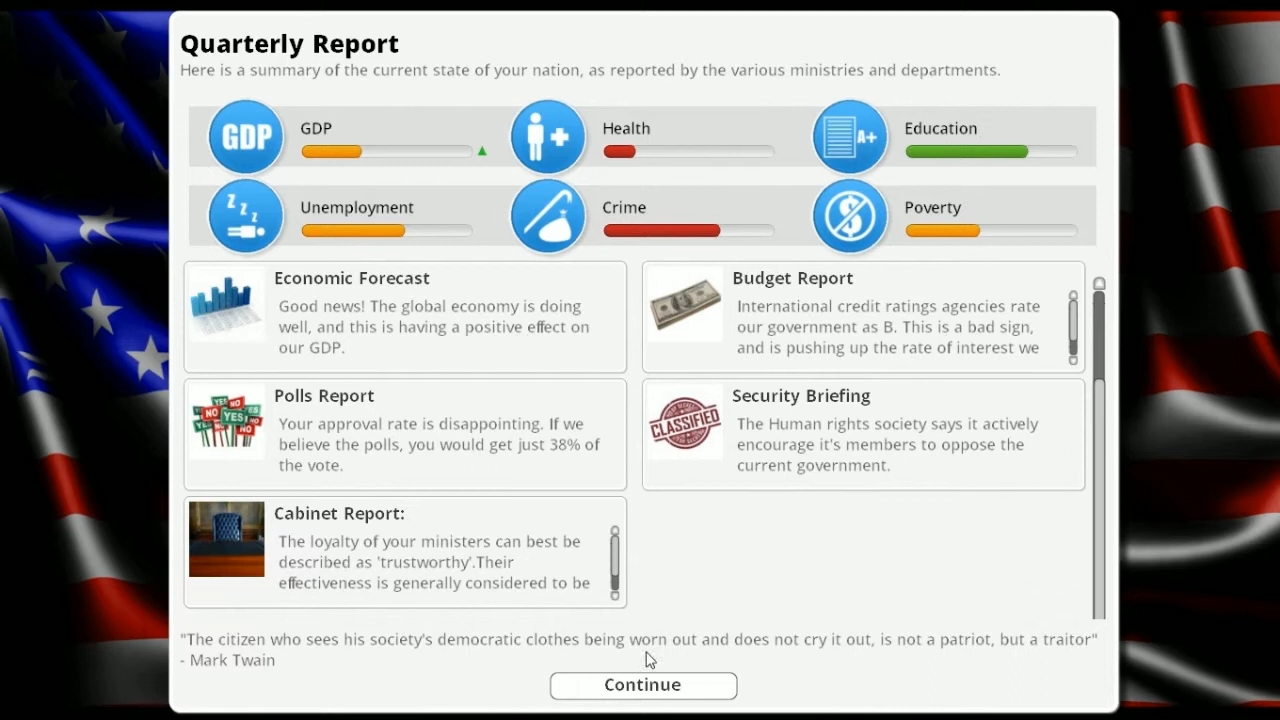 Quarterly Report
Here is a summary of the current state of your nation, as reported by the various ministries and departments.
GDP
GDP
Health
A+
Education
Z Z Z
Unemployment
Crime
$
Poverty
Economic Forecast
Good news! The global economy is doing
well, and this is having a positive effect on
our GDP.
Budget Report
International credit ratings agencies rate
our government as B. This is a bad sign,
and is pushing up the rate of interest we
Polls Report
YES NO
NO YES YES
NO
Your approval rate is disappointing. If we
believe the polls, you would get just 38% of
the vote.
Security Briefing
CLASSIFIED
The Human rights society says it actively
encourage it's members to oppose the
current government.
Cabinet Report:
The loyalty of your ministers can best be
described as 'trustworthy'.Their
effectiveness is generally considered to be
"The citizen who sees his society's democratic clothes being worn out and does not cry it out, is not a patriot, but a traitor"
- Mark Twain
Continue